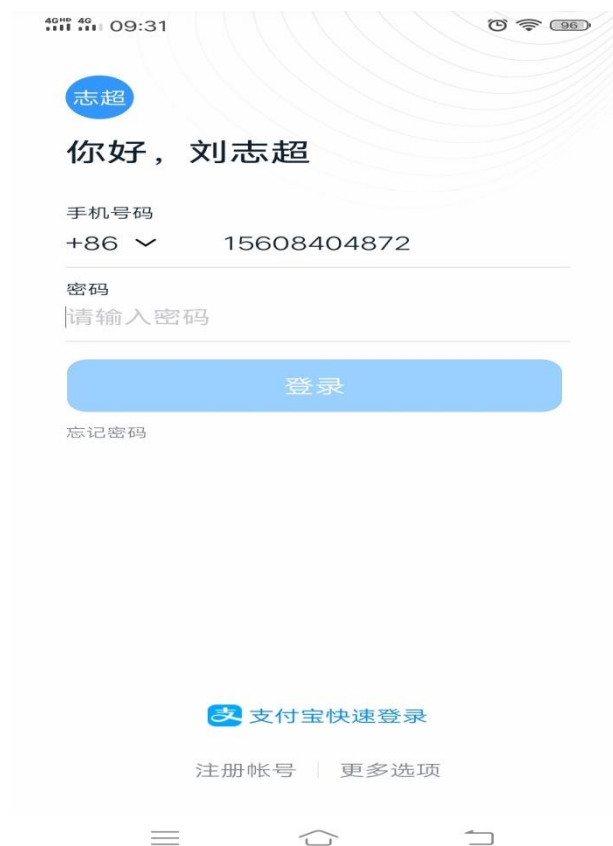 4GHD 4G 09:31 96
志超
你好，刘志超
手机号码
+86 15608404872
密码
请输入密码
登录
忘记密码
支 支付宝快速登录
注册帐号 更多选项